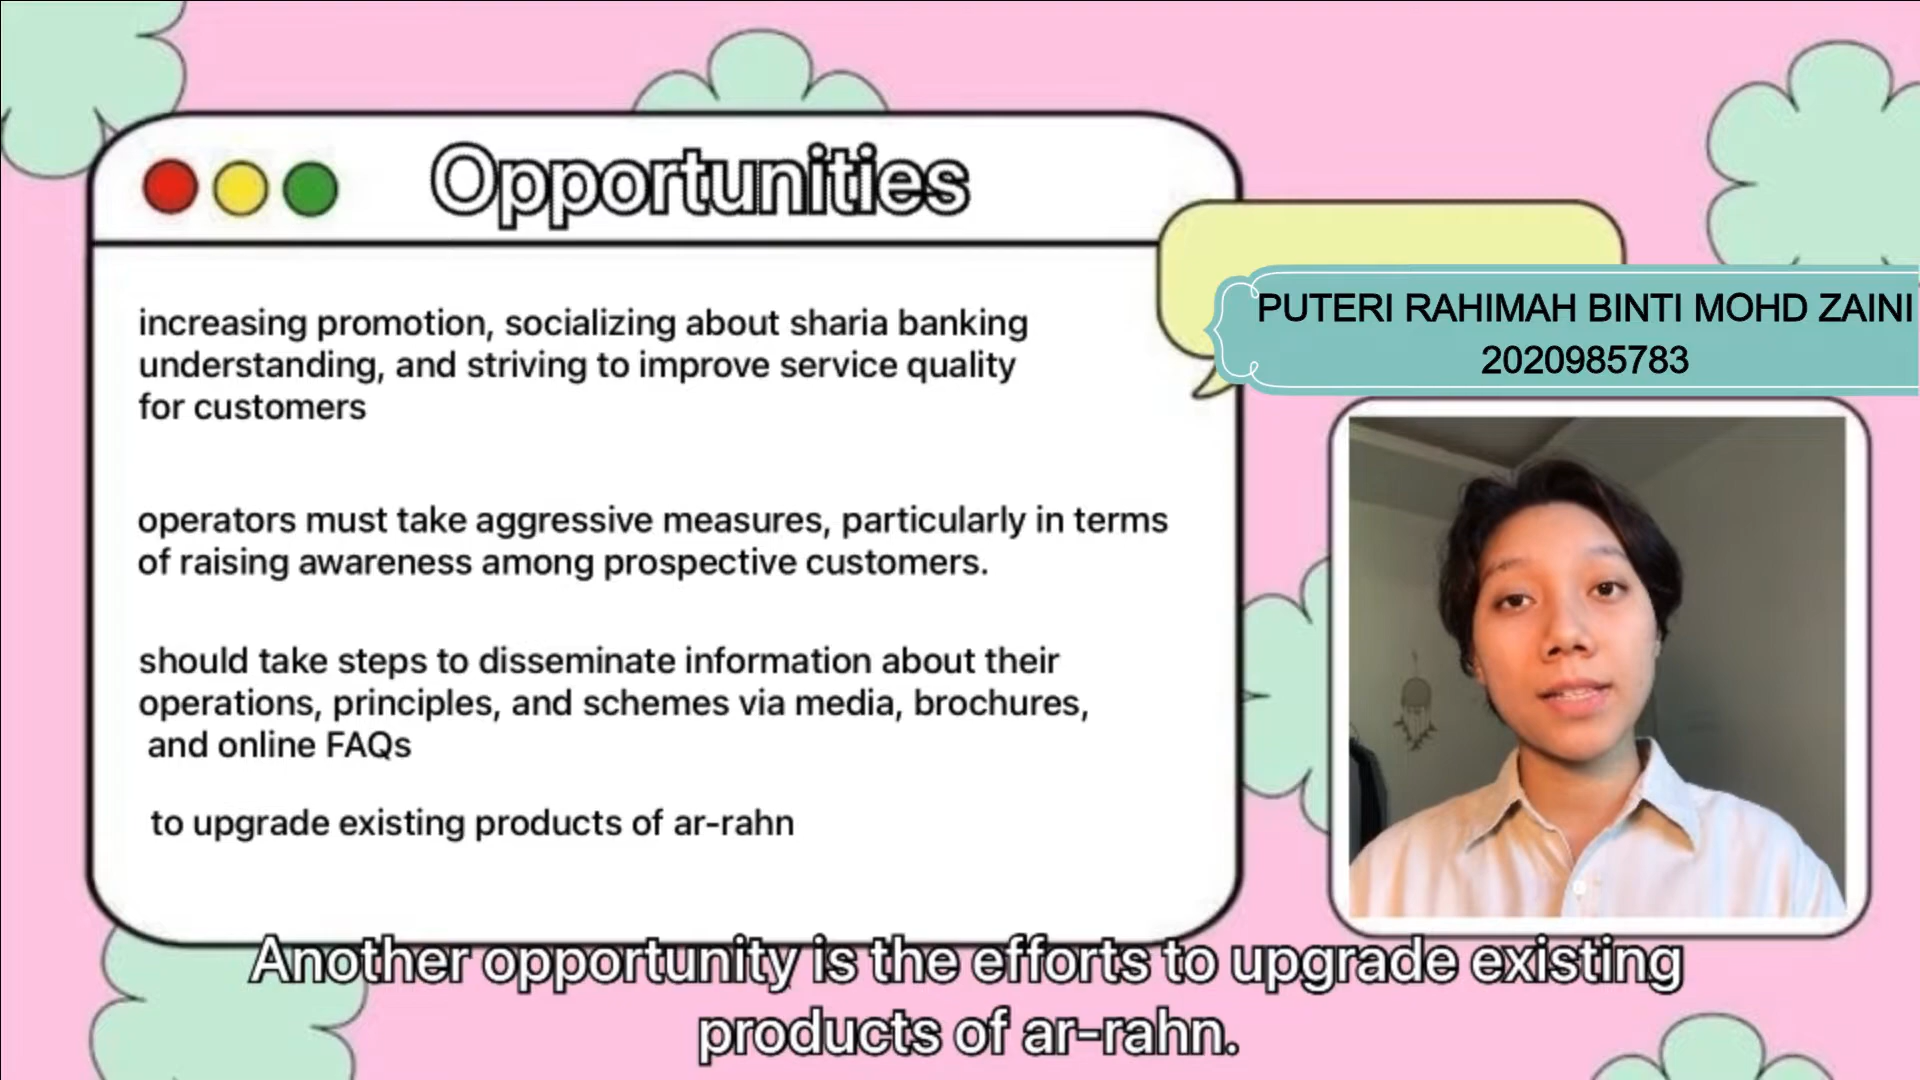 Opportunities
increasing promotion, socializing about sharia banking
understanding, and striving to improve service quality
for customers
operators must take aggressive measures, particularly in terms
of raising awareness among prospective customers.
should take steps to disseminate information about their
operations, principles, and schemes via media, brochures,
and online FAQs
to upgrade existing products of ar-rahn
PUTERI RAHIMAH BINTI MOHD ZAINI
2020985783
Another opportunity is the efforts to upgrade existing
products of ar-rahn.